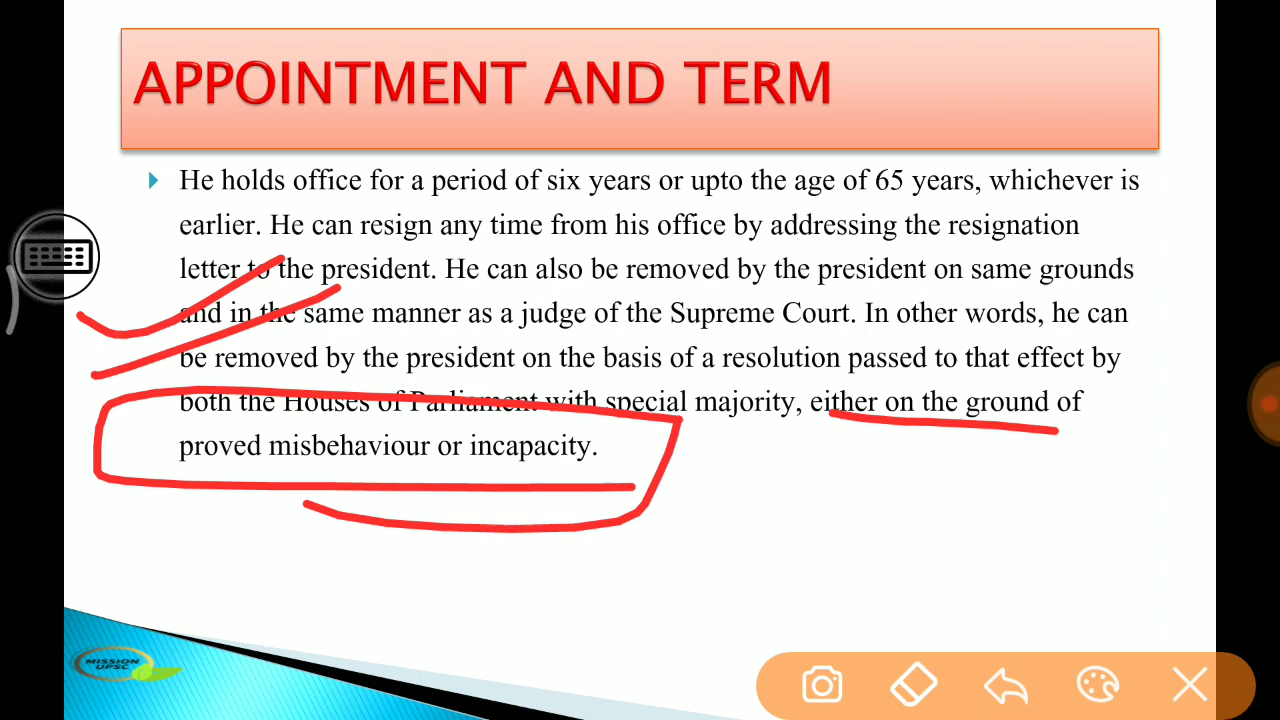 APPOINTMENT AND TERM
He holds office for a period of six years or upto the age of 65 years, whichever is
earlier. He can resign any time from his office by addressing the resignation
letter to the president. He can also be removed by the president on same grounds
and in the same manner as a judge of the Supreme Court. In other words, he can
be removed by the president on the basis of a resolution passed to that effect by
both the Houses of Parliament with special majority, either on the ground of
proved misbehaviour or incapacity.
MISSION
UPSC